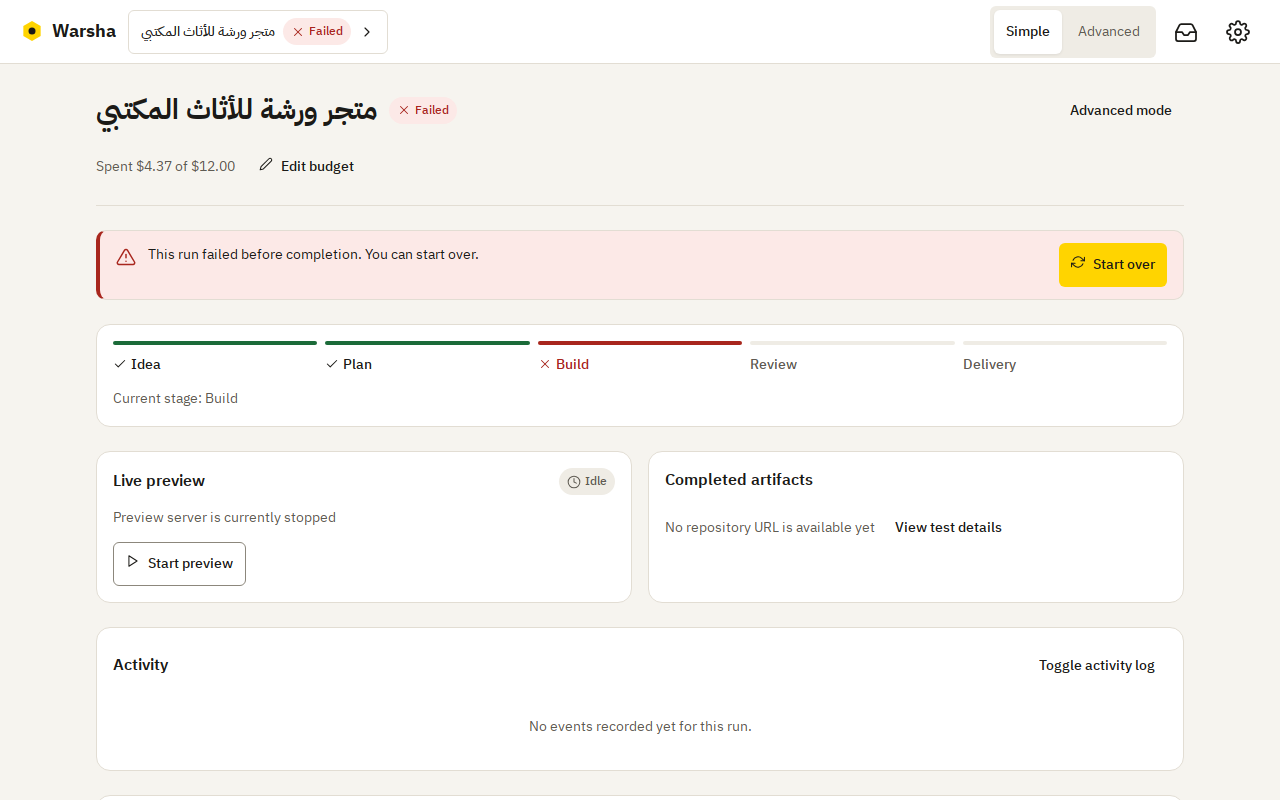 Warsha
متجر ورشة للأثاث المكتبي
Failed
Simple
Advanced
متجر ورشة للأثاث المكتبي
Failed
Advanced mode
Spent $4.37 of $12.00
Edit budget
This run failed before completion. You can start over.
Start over
Idea
Plan
Build
Review
Delivery
Current stage: Build
Live preview
Idle
Preview server is currently stopped
Start preview
Completed artifacts
No repository URL is available yet
View test details
Activity
Toggle activity log
No events recorded yet for this run.